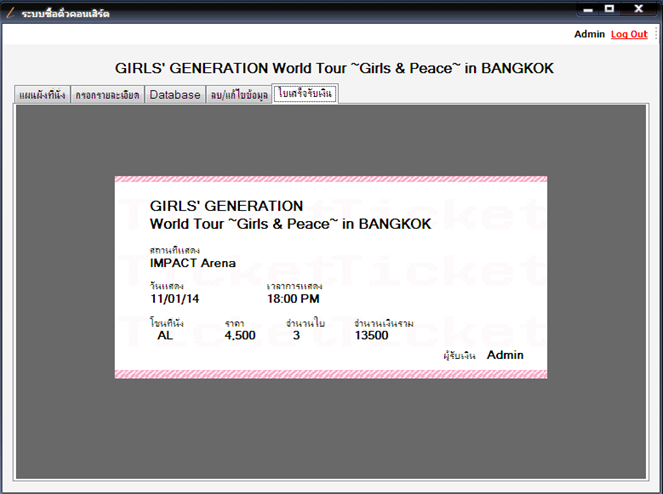 ระบบซื้อตั๋วคอนเสิร์ต
Admin Log Out
GIRLS' GENERATION World Tour ~Girls & Peace~ in BANGKOK
แผนผังที่นั่ง กรอกรายละเอียด Database ลบ/แก้ไขข้อมูล ใบเสร็จรับเงิน
GIRLS' GENERATION
World Tour ~Girls & Peace~ in BANGKOK
สถานที่แสดง
IMPACT Arena
วันแสดง เวลาการแสดง
11/01/14 18:00 PM
โซนที่นั่ง ราคา จำนวนใบ จำนวนเงินรวม
AL 4,500 3 13500
ผู้รับเงิน Admin
TicketTicket
TicketTicket
TicketTicket